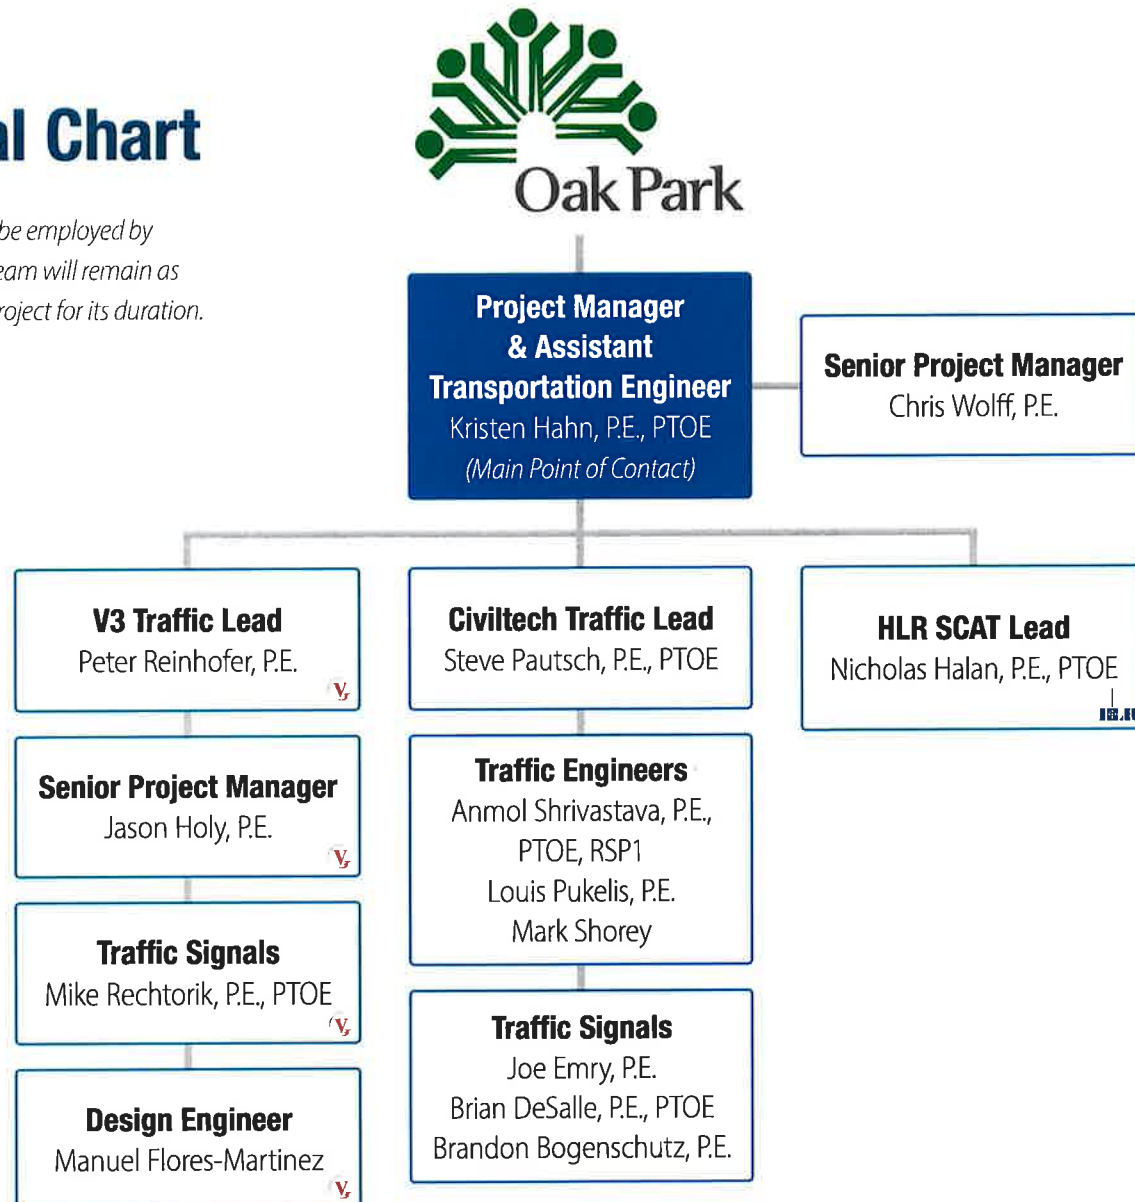 al Chart
be employed by
eam will remain as
roject for its duration.
Oak Park
Project Manager
& Assistant
Transportation Engineer
Kristen Hahn, P.E., PTOE
(Main Point of Contact)
Senior Project Manager
Chris Wolff, P.E.
V3 Traffic Lead
Peter Reinhofer, P.E.
V3
Senior Project Manager
Jason Holy, P.E.
V3
Traffic Signals
Mike Rechtorik, P.E., PTOE
V3
Design Engineer
Manuel Flores-Martinez
V3
Civiltech Traffic Lead
Steve Pautsch, P.E., PTOE
Traffic Engineers
Anmol Shrivastava, P.E.,
PTOE, RSP1
Louis Pukelis, P.E.
Mark Shorey
Traffic Signals
Joe Emry, P.E.
Brian DeSalle, P.E., PTOE
Brandon Bogenschutz, P.E.
HLR SCAT Lead
Nicholas Halan, P.E., PTOE